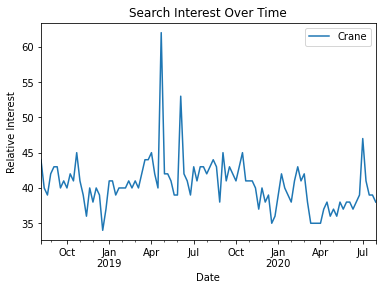 Search Interest Over Time
Crane
Relative Interest
60
55
50
45
40
35
Oct Jan Apr Jul Oct Jan Apr Jul
2019 2020
Date